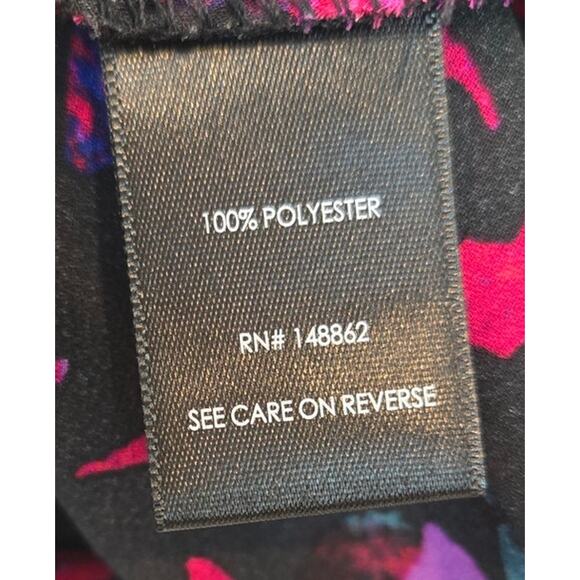 100% POLYESTER
RN# 148862
SEE CARE ON REVERSE